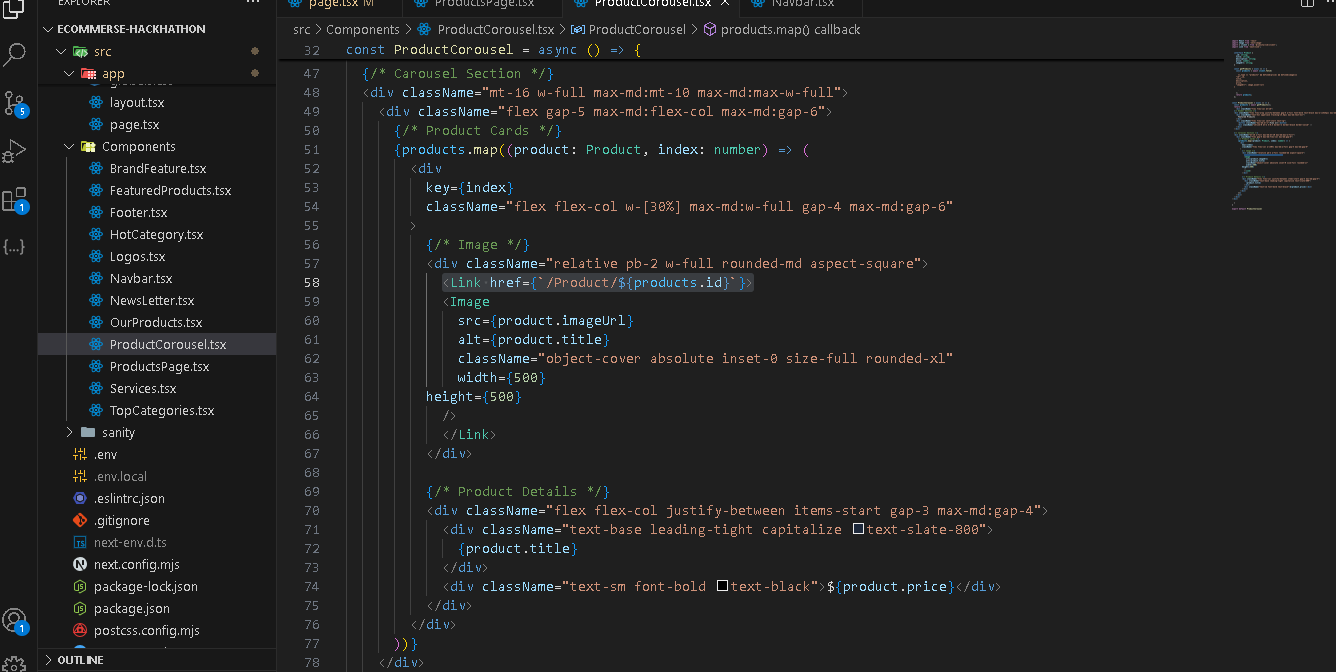 EXPLORER
ECOMMERSE-HACKHATHON
src
app
layout.tsx
page.tsx
Components
BrandFeature.tsx
FeaturedProducts.tsx
Footer.tsx
HotCategory.tsx
Logos.tsx
Navbar.tsx
NewsLetter.tsx
OurProducts.tsx
ProductCorousel.tsx
ProductsPage.tsx
Services.tsx
TopCategories.tsx
sanity
.env
.env.local
.eslintrc.json
.gitignore
next-env.d.ts
next.config.mjs
package-lock.json
package.json
postcss.config.mjs
OUTLINE
5
1
1
page.tsx M
ProductsPage.tsx
ProductCorousel.tsx
Navbar.tsx
src > Components > ProductCorousel.tsx > ProductCorousel > products.map() callback
32 const ProductCorousel = async () => {
47 {/* Carousel Section */}
48 <div className="mt-16 w-full max-md:mt-10 max-md:max-w-full">
49 <div className="flex gap-5 max-md:flex-col max-md:gap-6">
50 {/* Product Cards */}
51 {products.map((product: Product, index: number) => (
52 <div
53 key={index}
54 className="flex flex-col w-[30%] max-md:w-full gap-4 max-md:gap-6"
55 >
56 {/* Image */}
57 <div className="relative pb-2 w-full rounded-md aspect-square">
58 <Link href={`/Product/${products.id}`}>
59 <Image
60 src={product.imageUrl}
61 alt={product.title}
62 className="object-cover absolute inset-0 size-full rounded-xl"
63 width={500}
64 height={500}
65 />
66 </Link>
67 </div>
68
69 {/* Product Details */}
70 <div className="flex flex-col justify-between items-start gap-3 max-md:gap-4">
71 <div className="text-base leading-tight capitalize text-slate-800">
72 {product.title}
73 </div>
74 <div className="text-sm font-bold text-black">${product.price}</div>
75 </div>
76 </div>
77 ))}
78 </div>